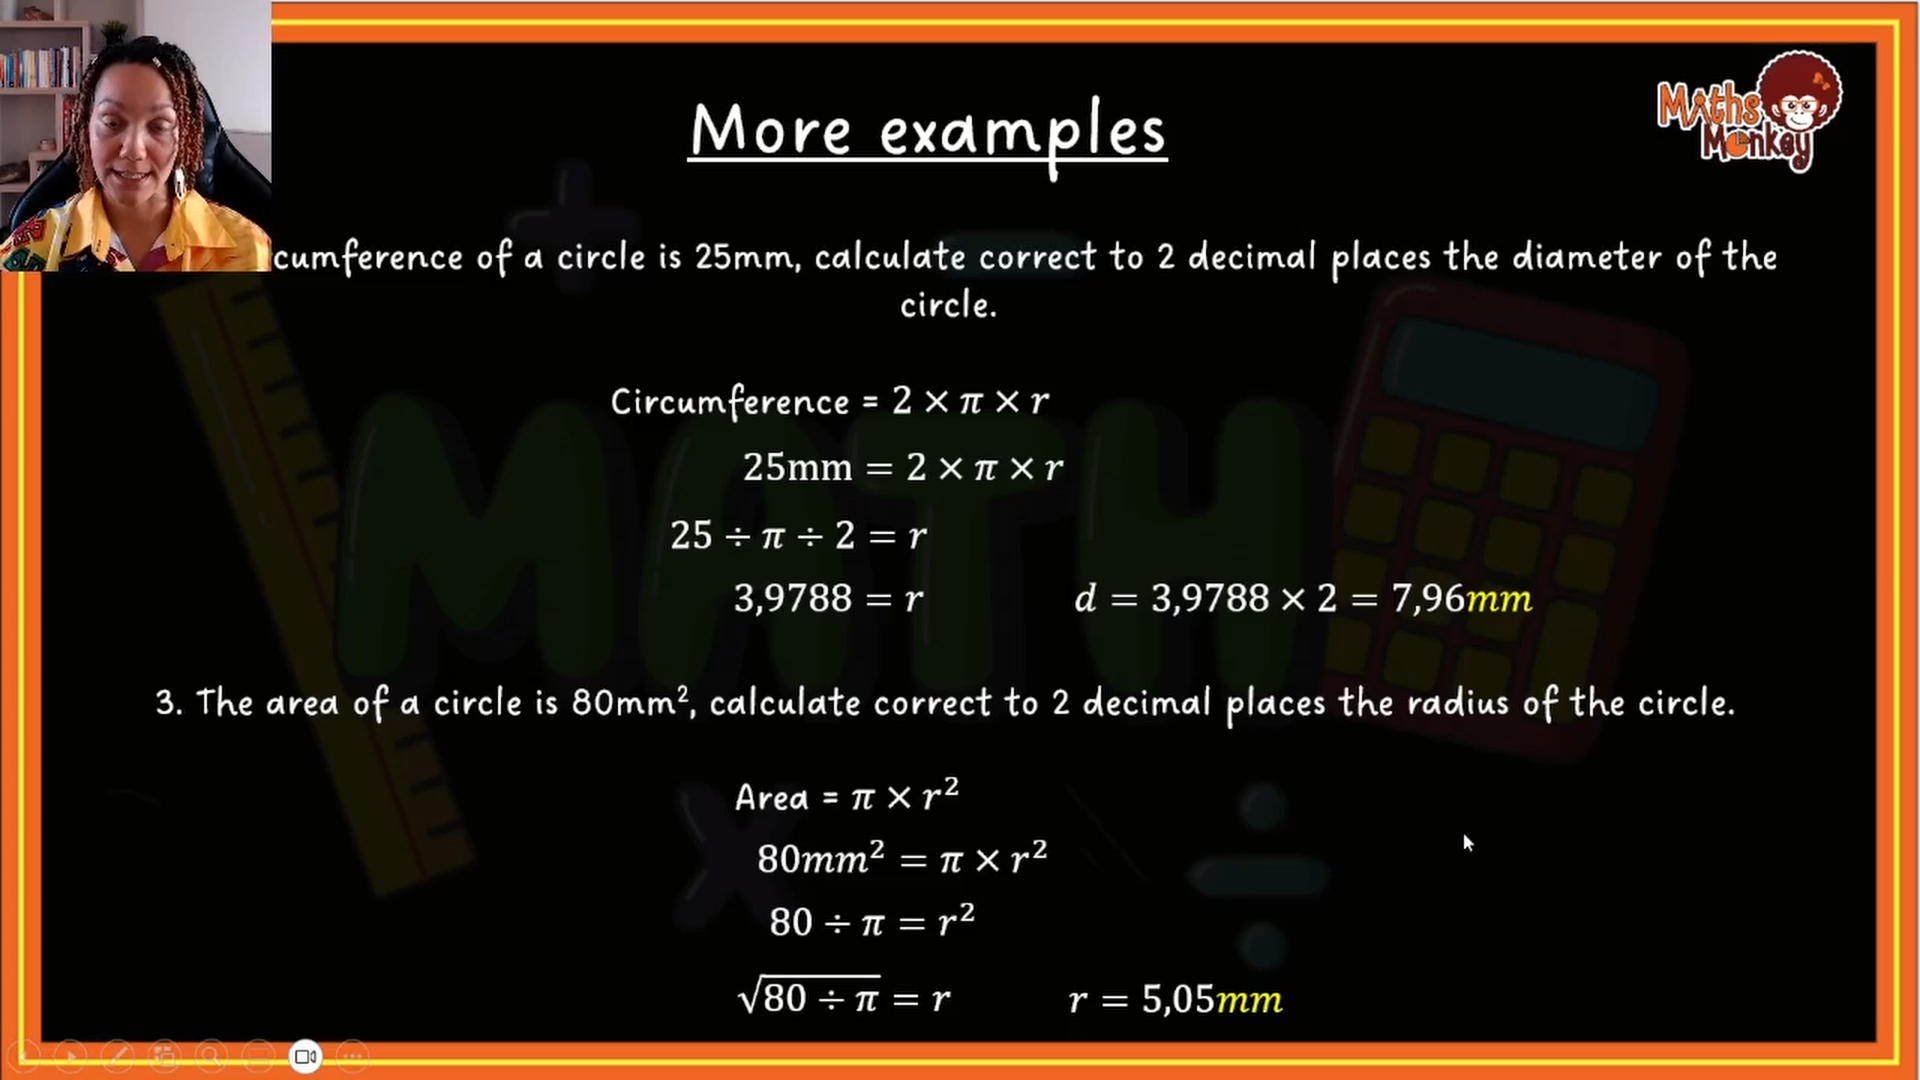 More examples
Maths
Monkey
cumference of a circle is 25mm, calculate correct to 2 decimal places the diameter of the
circle.
Circumference = 2 × π × r
25mm = 2 × π × r
25 ÷ π ÷ 2 = r
3,9788 = r
d = 3,9788 × 2 = 7,96mm
3. The area of a circle is 80mm², calculate correct to 2 decimal places the radius of the circle.
Area = π × r²
80mm² = π × r²
80 ÷ π = r²
√80 ÷ π = r
r = 5,05mm
MATH